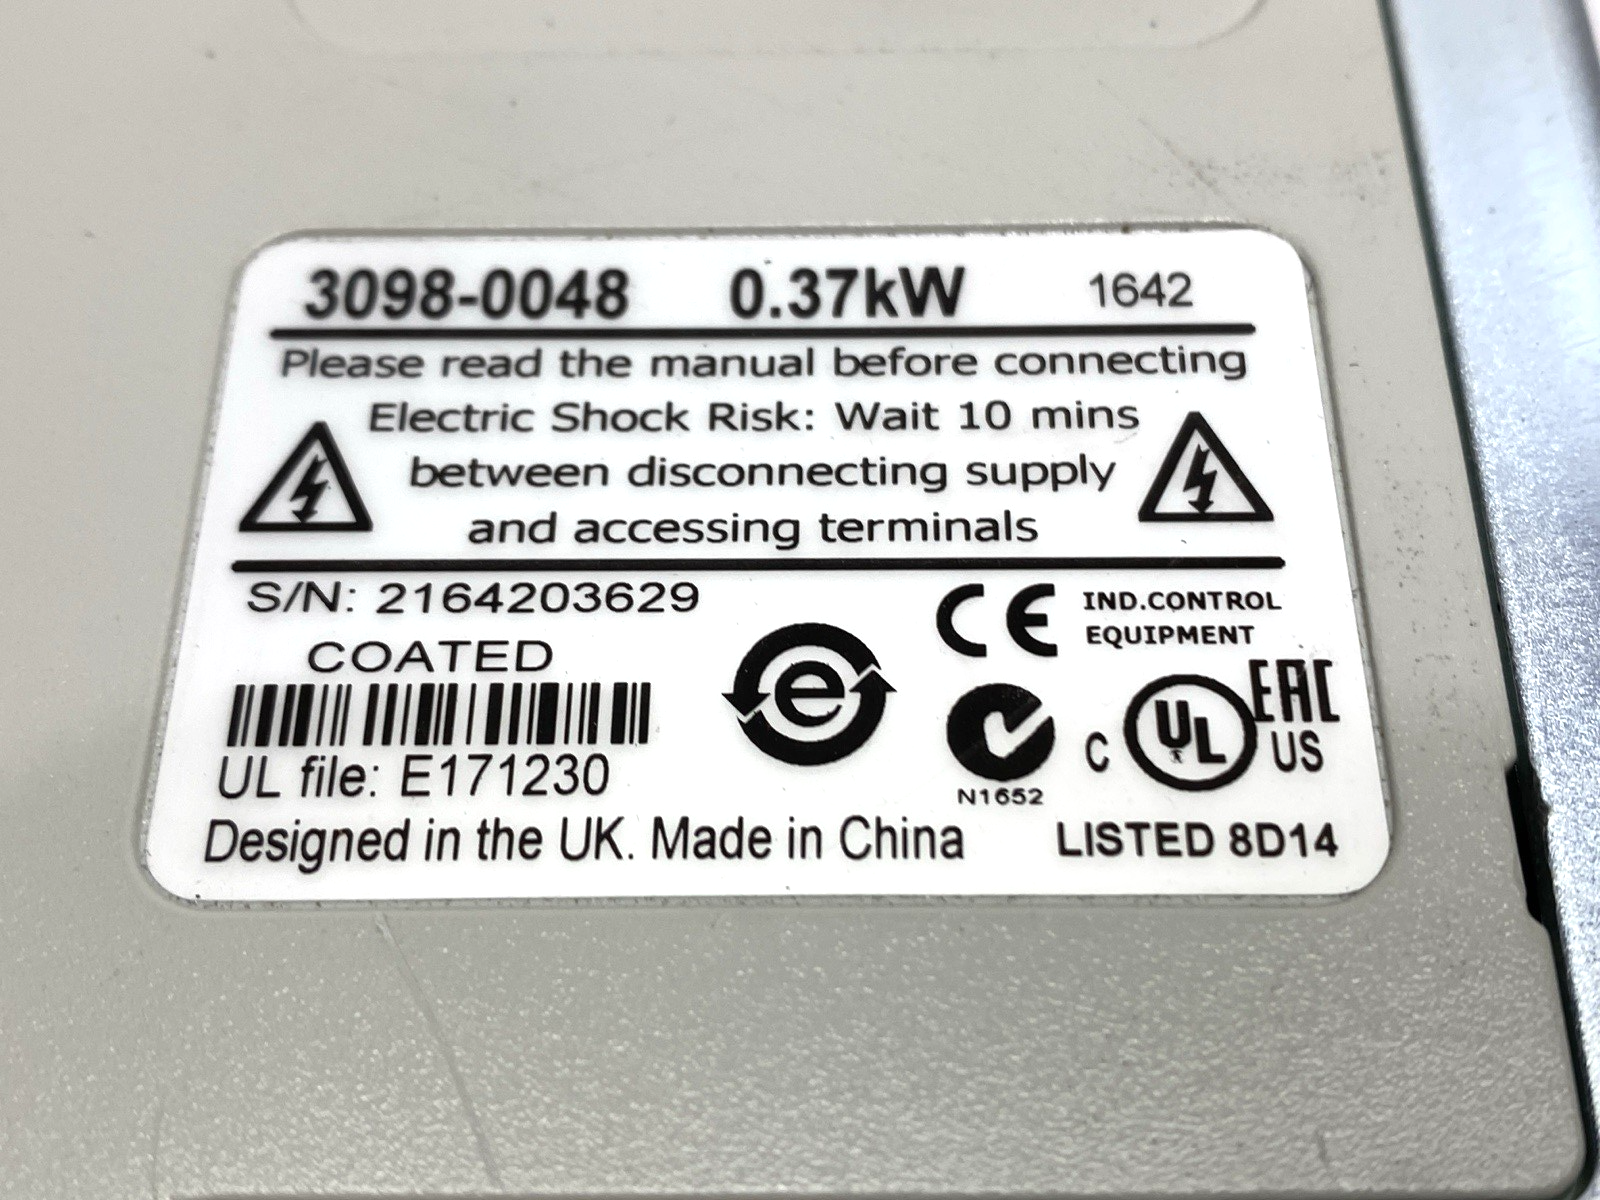 3098-0048 0.37kW 1642
Please read the manual before connecting
Electric Shock Risk: Wait 10 mins
between disconnecting supply
and accessing terminals
S/N: 2164203629
COATED
UL file: E171230
Designed in the UK. Made in China
e
CE IND.CONTROL
EQUIPMENT
N1652
C UL US
EAC
LISTED 8D14